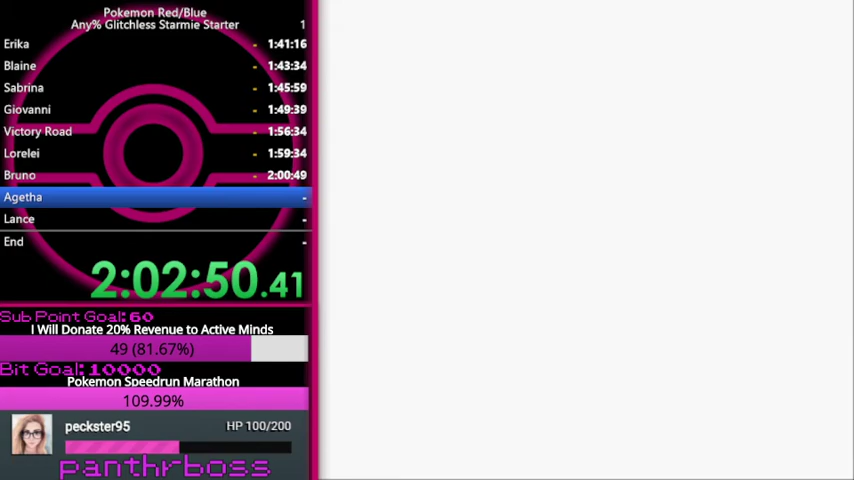 Pokemon Red/Blue
Any% Glitchless Starmie Starter 1
Erika - 1:41:16
Blaine - 1:43:34
Sabrina - 1:45:59
Giovanni - 1:49:39
Victory Road - 1:56:34
Lorelei - 1:59:34
Bruno - 2:00:49
Agetha -
Lance -
End -
2:02:50.41
Sub Point Goal: 60
I Will Donate 20% Revenue to Active Minds
49 (81.67%)
Bit Goal: 10000
Pokemon Speedrun Marathon
109.99%
peckster95 HP 100/200
panthrboss